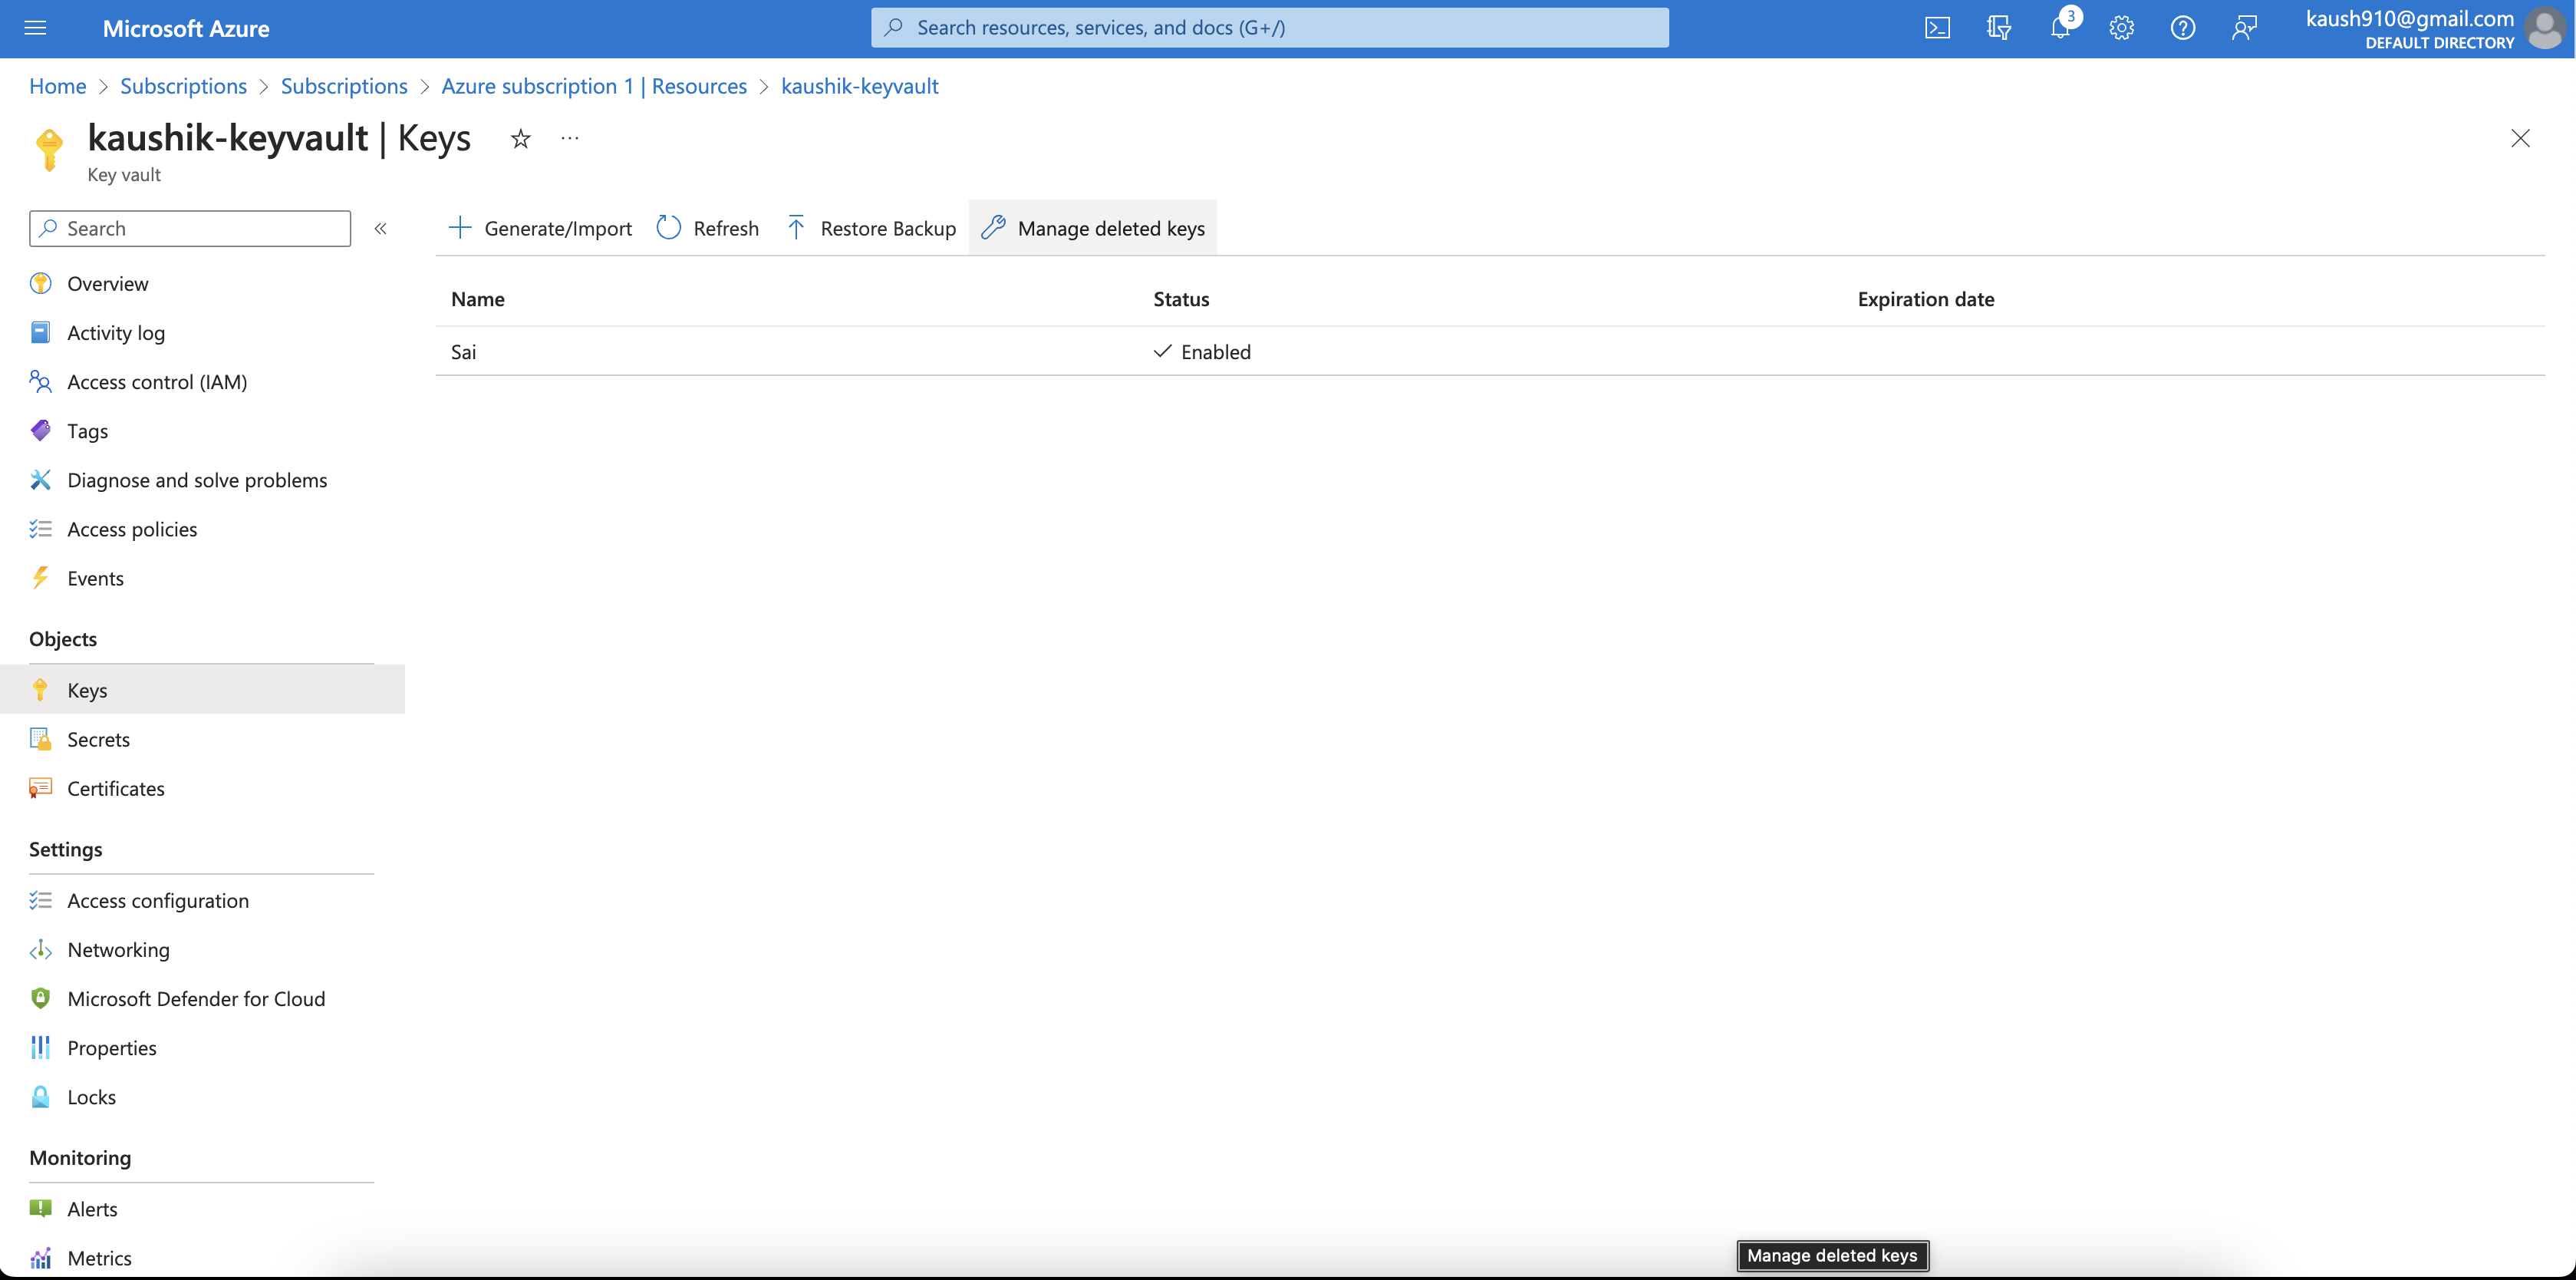 Microsoft Azure
Search resources, services, and docs (G+/)
3
kaush910@gmail.com
DEFAULT DIRECTORY
Home > Subscriptions > Subscriptions > Azure subscription 1 | Resources > kaushik-keyvault
kaushik-keyvault | Keys
Key vault
Search
Generate/Import Refresh Restore Backup Manage deleted keys
Overview
Activity log
Access control (IAM)
Tags
Diagnose and solve problems
Access policies
Events
Objects
Keys
Secrets
Certificates
Settings
Access configuration
Networking
Microsoft Defender for Cloud
Properties
Locks
Monitoring
Alerts
Metrics
Name Status Expiration date
Sai Enabled
Manage deleted keys